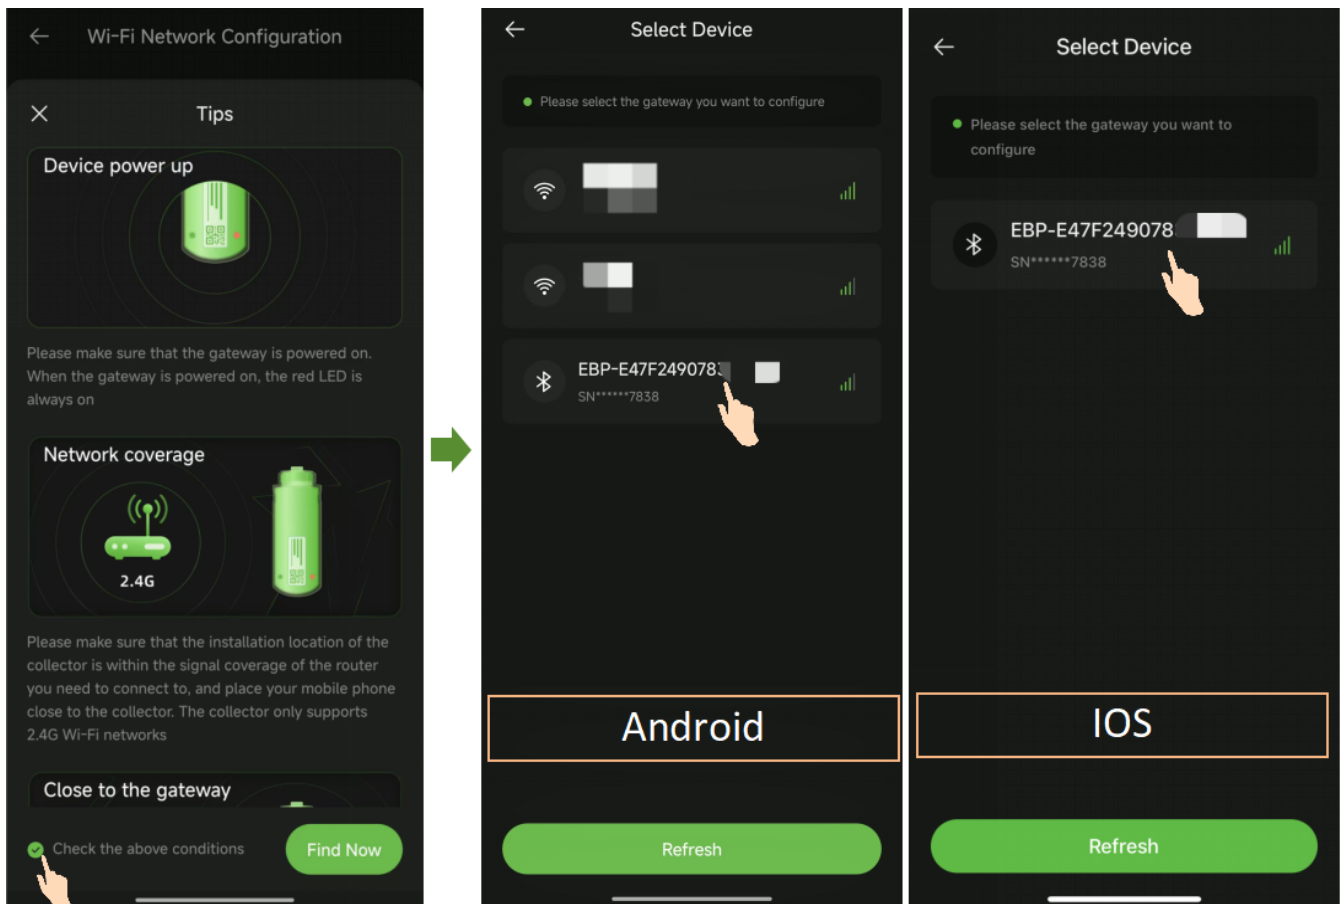 Wi-Fi Network Configuration
Tips
Device power up
Please make sure that the gateway is powered on.
When the gateway is powered on, the red LED is
always on
Network coverage
2.4G
Please make sure that the installation location of the
collector is within the signal coverage of the router
you need to connect to, and place your mobile phone
close to the collector. The collector only supports
2.4G Wi-Fi networks
Close to the gateway
Check the above conditions
Find Now
Select Device
Please select the gateway you want to configure
EBP-E47F249078
SN******7838
Android
Refresh
Select Device
Please select the gateway you want to
configure
EBP-E47F249078
SN******7838
IOS
Refresh